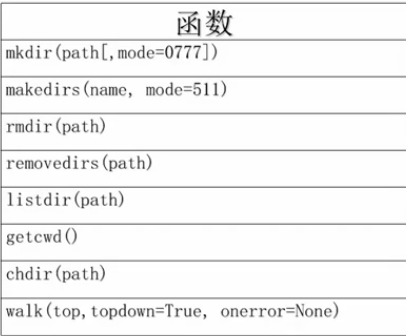 函数
mkdir(path[,mode=0777])
makedirs(name, mode=511)
rmdir(path)
removedirs(path)
listdir(path)
getcwd()
chdir(path)
walk(top,topdown=True, onerror=None)